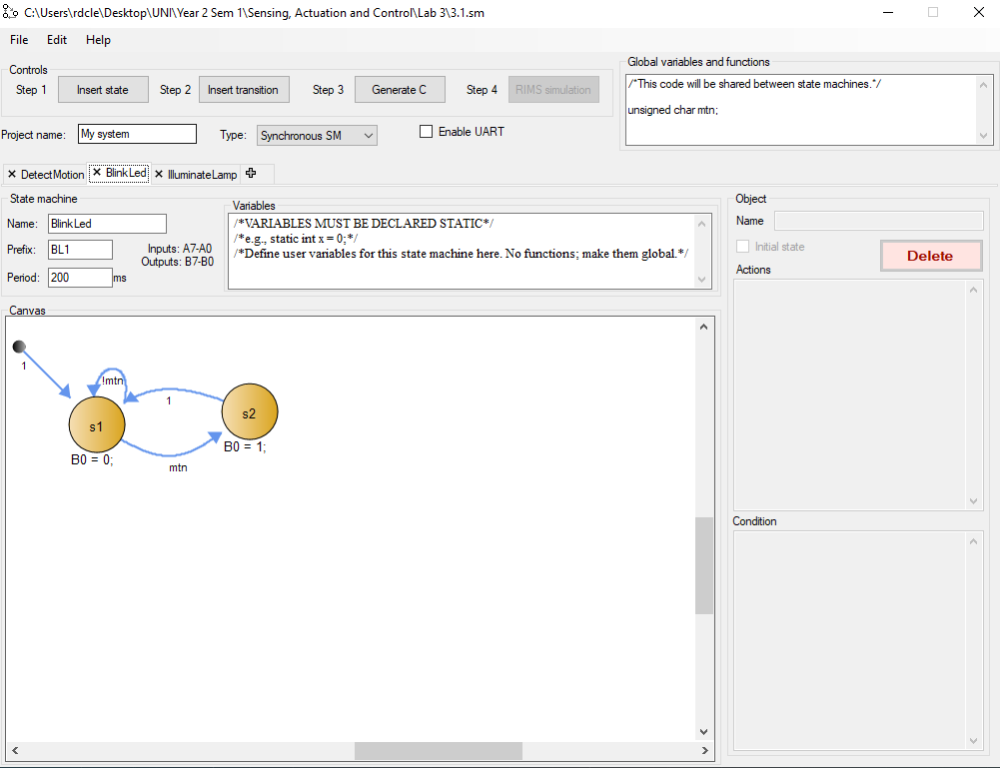 C:\Users\rdcle\Desktop\UNI\Year 2 Sem 1\Sensing, Actuation and Control\Lab 3\3.1.sm
File Edit Help
Controls
Step 1 Insert state Step 2 Insert transition Step 3 Generate C Step 4 RIMS simulation
Global variables and functions
/*This code will be shared between state machines.*/
unsigned char mtn;
Project name: My system Type: Synchronous SM Enable UART
DetectMotion BlinkLed IlluminateLamp
State machine
Name: BlinkLed
Prefix: BL1
Inputs: A7-A0
Outputs: B7-B0
Period: 200 ms
Variables
/*VARIABLES MUST BE DECLARED STATIC*/
/*e.g., static int x = 0;*/
/*Define user variables for this state machine here. No functions; make them global.*/
Object
Name
Initial state
Delete
Actions
Condition
Canvas
1
!mtn
1
s1
s2
B0 = 0;
B0 = 1;
mtn